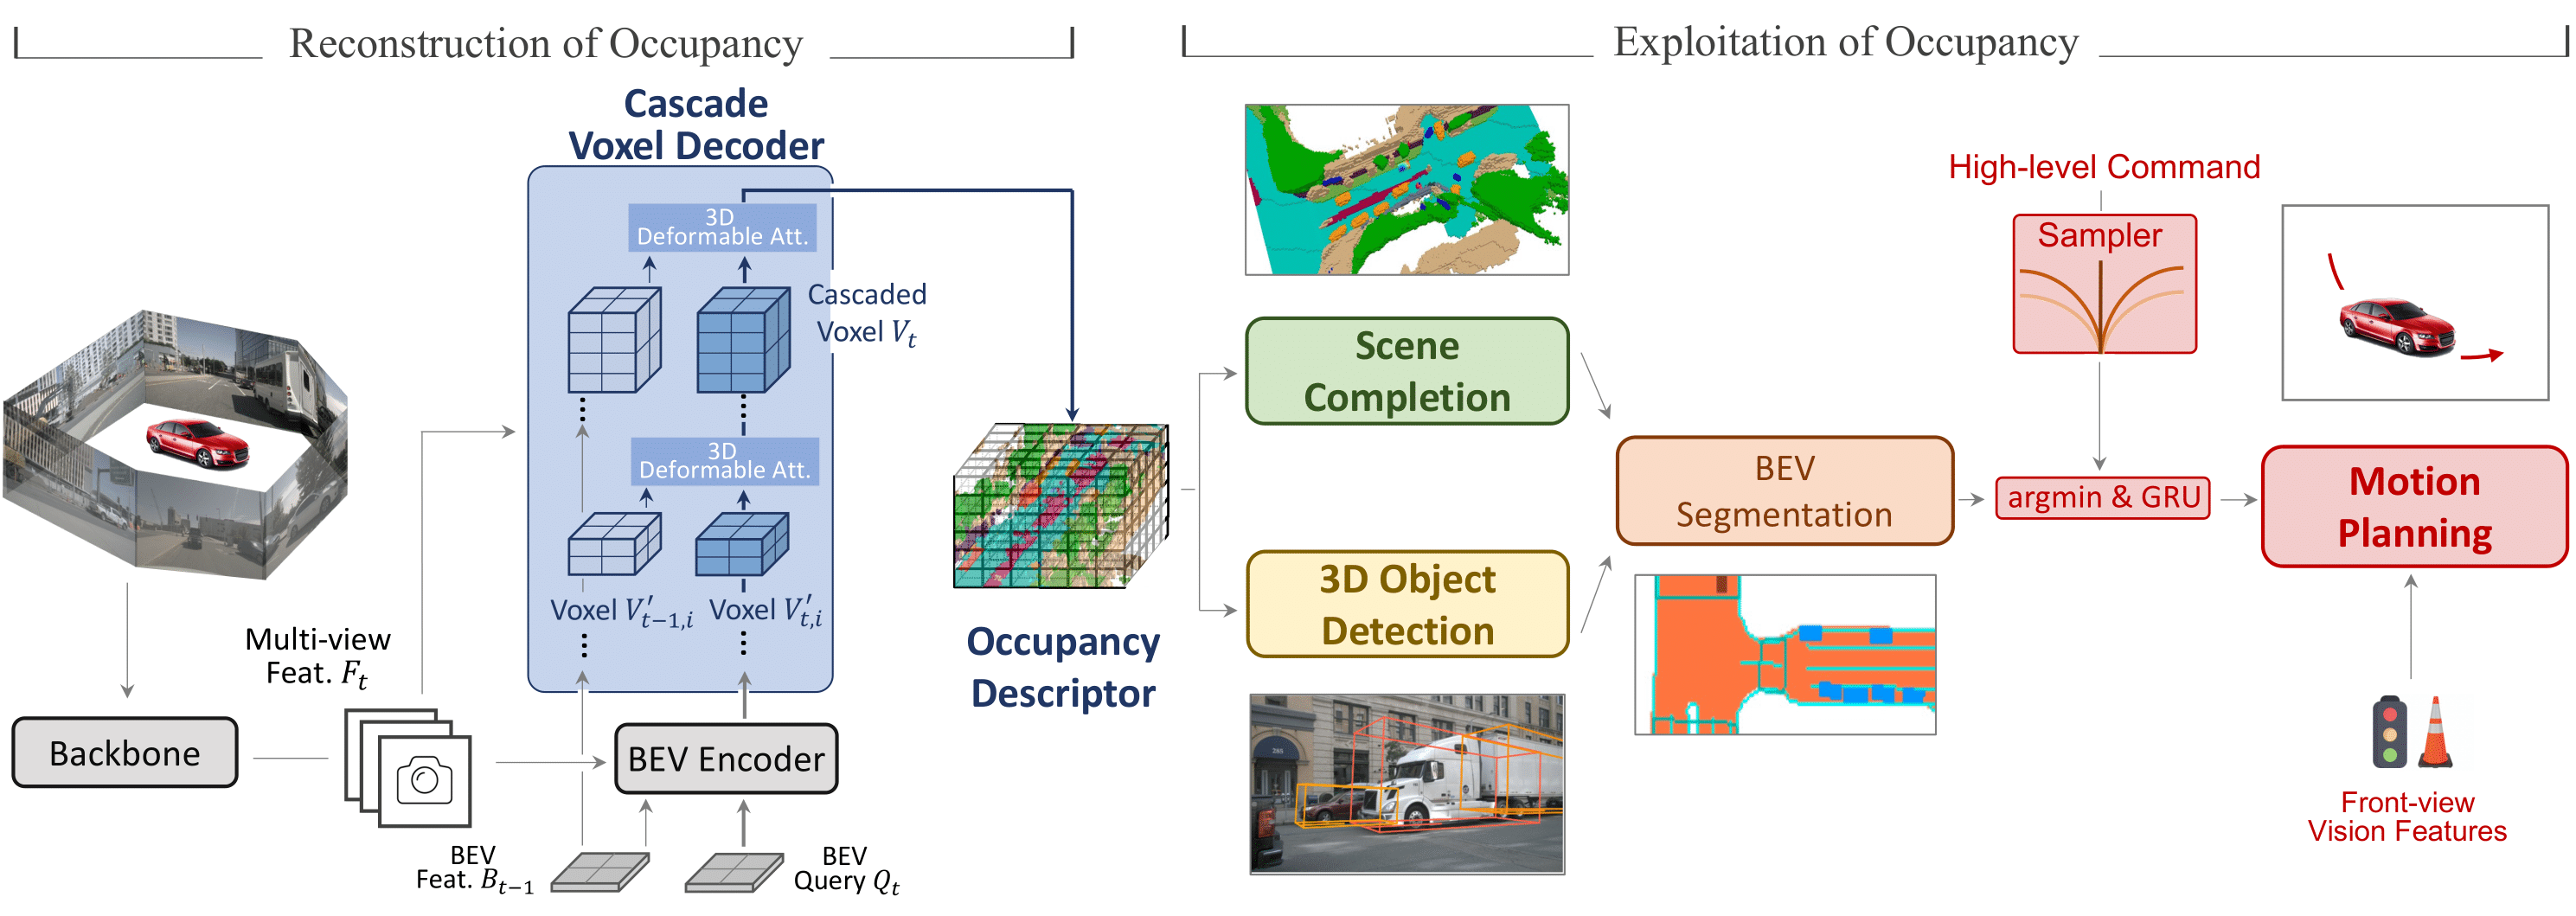 Reconstruction of Occupancy
Exploitation of Occupancy
Cascade
Voxel Decoder
3D
Deformable Att.
Cascaded
Voxel V_t
3D
Deformable Att.
Voxel V'_{t-1,i}
Voxel V'_{t,i}
Multi-view
Feat. F_t
Backbone
BEV Encoder
BEV
Feat. B_{t-1}
BEV
Query Q_t
Occupancy
Descriptor
Scene
Completion
3D Object
Detection
BEV
Segmentation
High-level Command
Sampler
argmin & GRU
Motion
Planning
Front-view
Vision Features